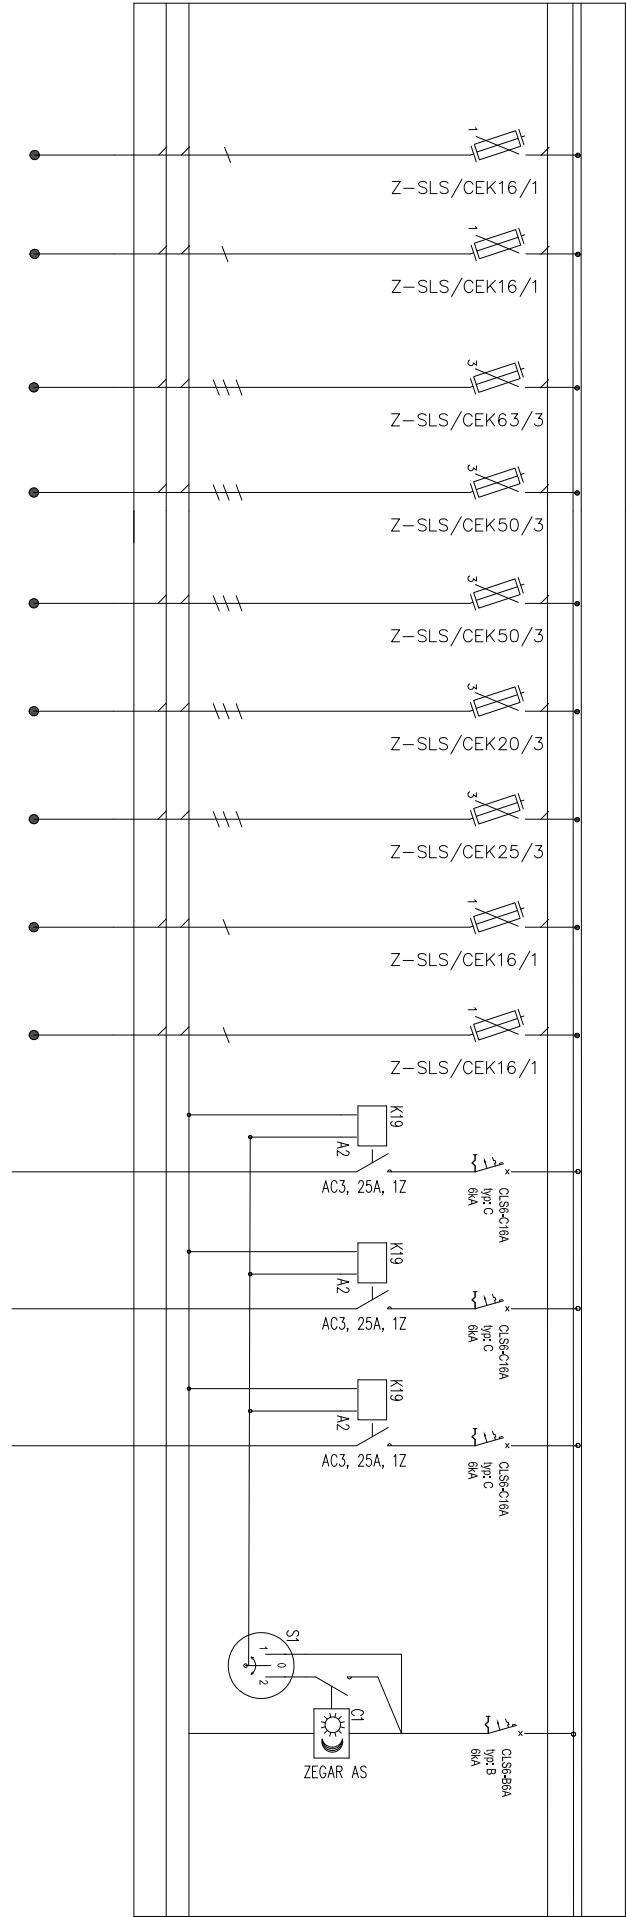 1
Z-SLS/CEK16/1
1
Z-SLS/CEK16/1
3
Z-SLS/CEK63/3
3
Z-SLS/CEK50/3
3
Z-SLS/CEK50/3
3
Z-SLS/CEK20/3
3
Z-SLS/CEK25/3
1
Z-SLS/CEK16/1
1
Z-SLS/CEK16/1
K19
A2
AC3, 25A, 1Z
CLS6-C16A
typ: C
6kA
K19
A2
AC3, 25A, 1Z
CLS6-C16A
typ: C
6kA
K19
A2
AC3, 25A, 1Z
CLS6-C16A
typ: C
6kA
S1
1
0
2
C1
ZEGAR AS
CLS6-B6A
typ: B
6kA